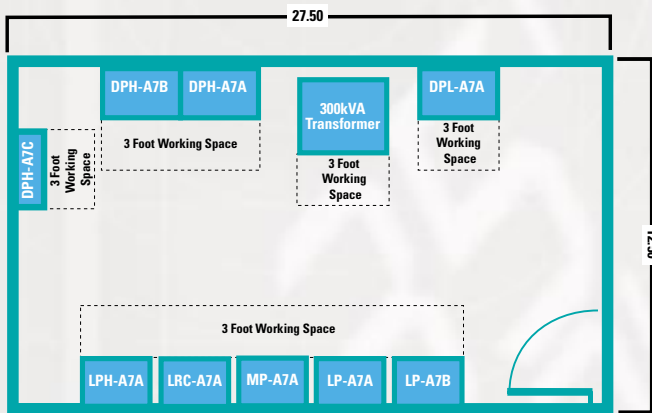 27.50
DPH-A7B
DPH-A7A
300kVA
Transformer
DPL-A7A
3 Foot Working Space
3 Foot
Working
Space
3 Foot
Working
Space
DPH-A7C
3 Foot
Working
Space
3 Foot Working Space
LPH-A7A
LRC-A7A
MP-A7A
LP-A7A
LP-A7B